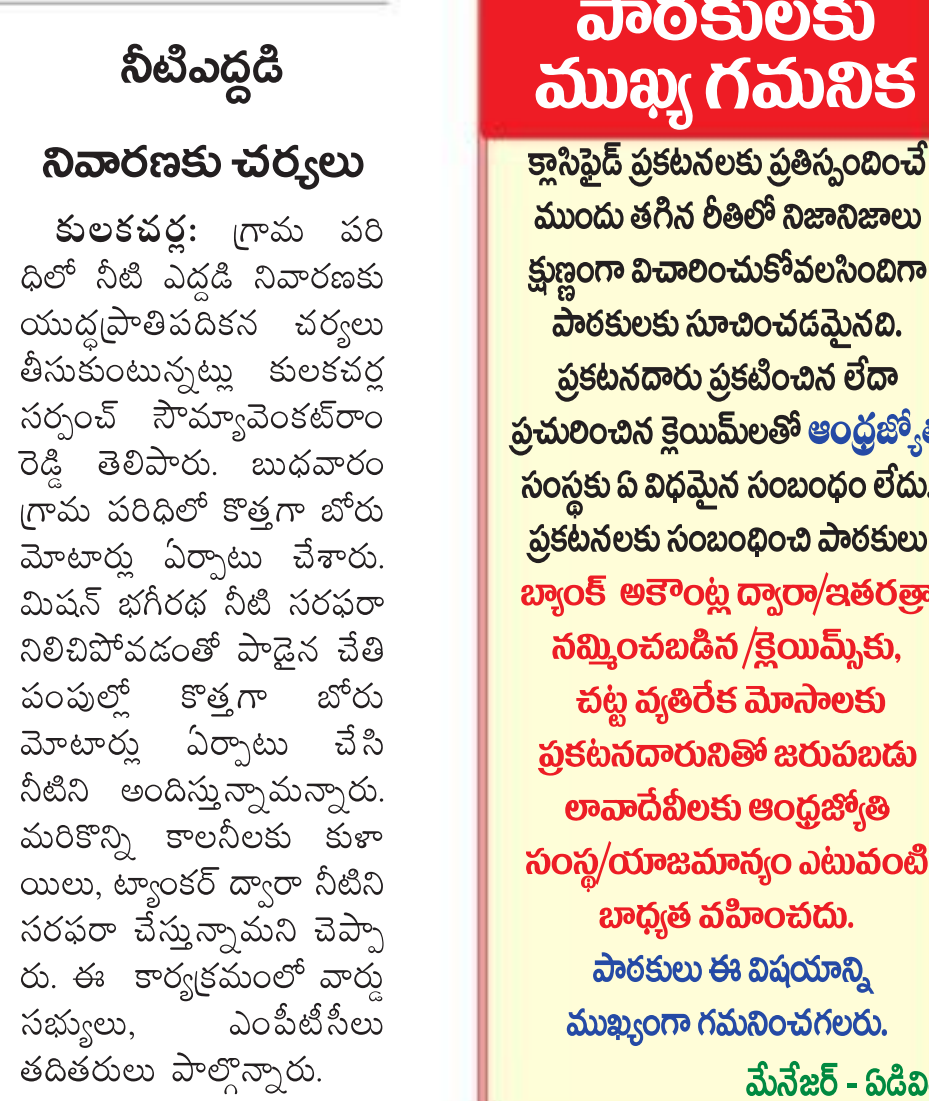 నీటిఎద్దడి
నివారణకు చర్యలు
కులకచర్ల: గ్రామ పరి
ధిలో నీటి ఎద్దడి నివారణకు
యుద్ధప్రాతిపదికన చర్యలు
తీసుకుంటున్నట్లు కులకచర్ల
సర్పంచ్ సౌమ్యావెంకట్‌రాం
రెడ్డి తెలిపారు. బుధవారం
గ్రామ పరిధిలో కొత్తగా బోరు
మోటార్లు ఏర్పాటు చేశారు.
మిషన్ భగీరథ నీటి సరఫరా
నిలిచిపోవడంతో పాడైన చేతి
పంపుల్లో కొత్తగా బోరు
మోటార్లు ఏర్పాటు చేసి
నీటిని అందిస్తున్నామన్నారు.
మరికొన్ని కాలనీలకు కుళా
యిలు, ట్యాంకర్ ద్వారా నీటిని
సరఫరా చేస్తున్నామని చెప్పా
రు. ఈ కార్యక్రమంలో వార్డు
సభ్యులు, ఎంపీటీసీలు
తదితరులు పాల్గొన్నారు.
పాఠకులకు
ముఖ్య గమనిక
క్లాసిఫైడ్ ప్రకటనలకు ప్రతిస్పందించే
ముందు తగిన రీతిలో నిజానిజాలు
క్షుణ్ణంగా విచారించుకోవలసిందిగా
పాఠకులకు సూచించడమైనది.
ప్రకటనదారు ప్రకటించిన లేదా
ప్రచురించిన క్లెయిమ్‌లతో ఆంధ్రజ్యోతి
సంస్థకు ఏ విధమైన సంబంధం లేదు.
ప్రకటనలకు సంబంధించి పాఠకులు
బ్యాంక్ అకౌంట్ల ద్వారా/ఇతరత్రా
నమ్మించబడిన /క్లెయిమ్స్‌కు,
చట్ట వ్యతిరేక మోసాలకు
ప్రకటనదారునితో జరుపబడు
లావాదేవీలకు ఆంధ్రజ్యోతి
సంస్థ/యాజమాన్యం ఎటువంటి
బాధ్యత వహించదు.
పాఠకులు ఈ విషయాన్ని
ముఖ్యంగా గమనించగలరు.
మేనేజర్ - ఏడివి